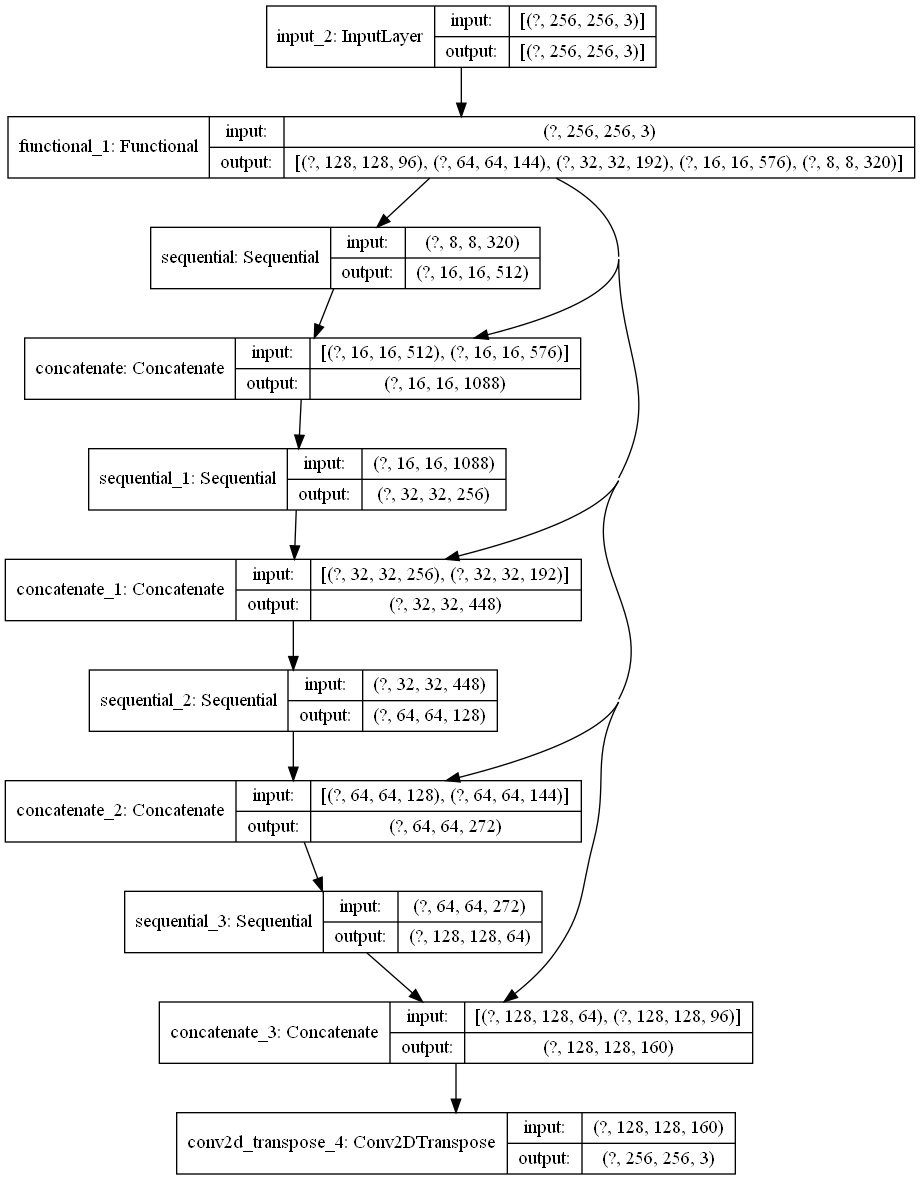 input_2: InputLayer
input: [(?, 256, 256, 3)]
output: [(?, 256, 256, 3)]
functional_1: Functional
input: (?, 256, 256, 3)
output: [(?, 128, 128, 96), (?, 64, 64, 144), (?, 32, 32, 192), (?, 16, 16, 576), (?, 8, 8, 320)]
sequential: Sequential
input: (?, 8, 8, 320)
output: (?, 16, 16, 512)
concatenate: Concatenate
input: [(?, 16, 16, 512), (?, 16, 16, 576)]
output: (?, 16, 16, 1088)
sequential_1: Sequential
input: (?, 16, 16, 1088)
output: (?, 32, 32, 256)
concatenate_1: Concatenate
input: [(?, 32, 32, 256), (?, 32, 32, 192)]
output: (?, 32, 32, 448)
sequential_2: Sequential
input: (?, 32, 32, 448)
output: (?, 64, 64, 128)
concatenate_2: Concatenate
input: [(?, 64, 64, 128), (?, 64, 64, 144)]
output: (?, 64, 64, 272)
sequential_3: Sequential
input: (?, 64, 64, 272)
output: (?, 128, 128, 64)
concatenate_3: Concatenate
input: [(?, 128, 128, 64), (?, 128, 128, 96)]
output: (?, 128, 128, 160)
conv2d_transpose_4: Conv2DTranspose
input: (?, 128, 128, 160)
output: (?, 256, 256, 3)